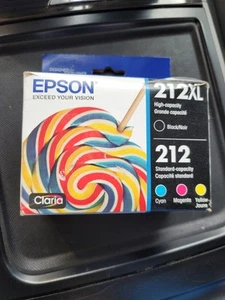 EPSON
EXCEED YOUR VISION
212XL
High-capacity
Grande capacité
Black/Noir
212
Standard-capacity
Capacité standard
Cyan
Magenta
Yellow
Jaune
Claria